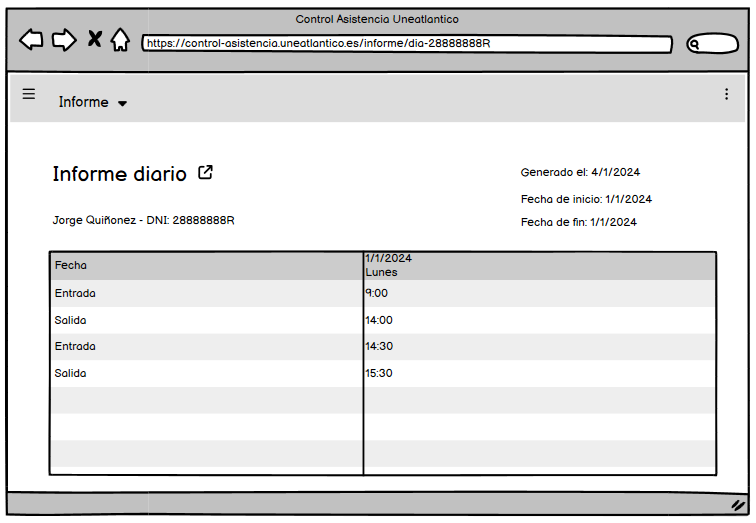 Control Asistencia Uneatlantico
https://control-asistencia.uneatlantico.es/informe/dia-28888888R
Informe
Informe diario
Generado el: 4/1/2024
Fecha de inicio: 1/1/2024
Jorge Quiñonez - DNI: 28888888R
Fecha de fin: 1/1/2024
Fecha 1/1/2024
Lunes
Entrada 9:00
Salida 14:00
Entrada 14:30
Salida 15:30